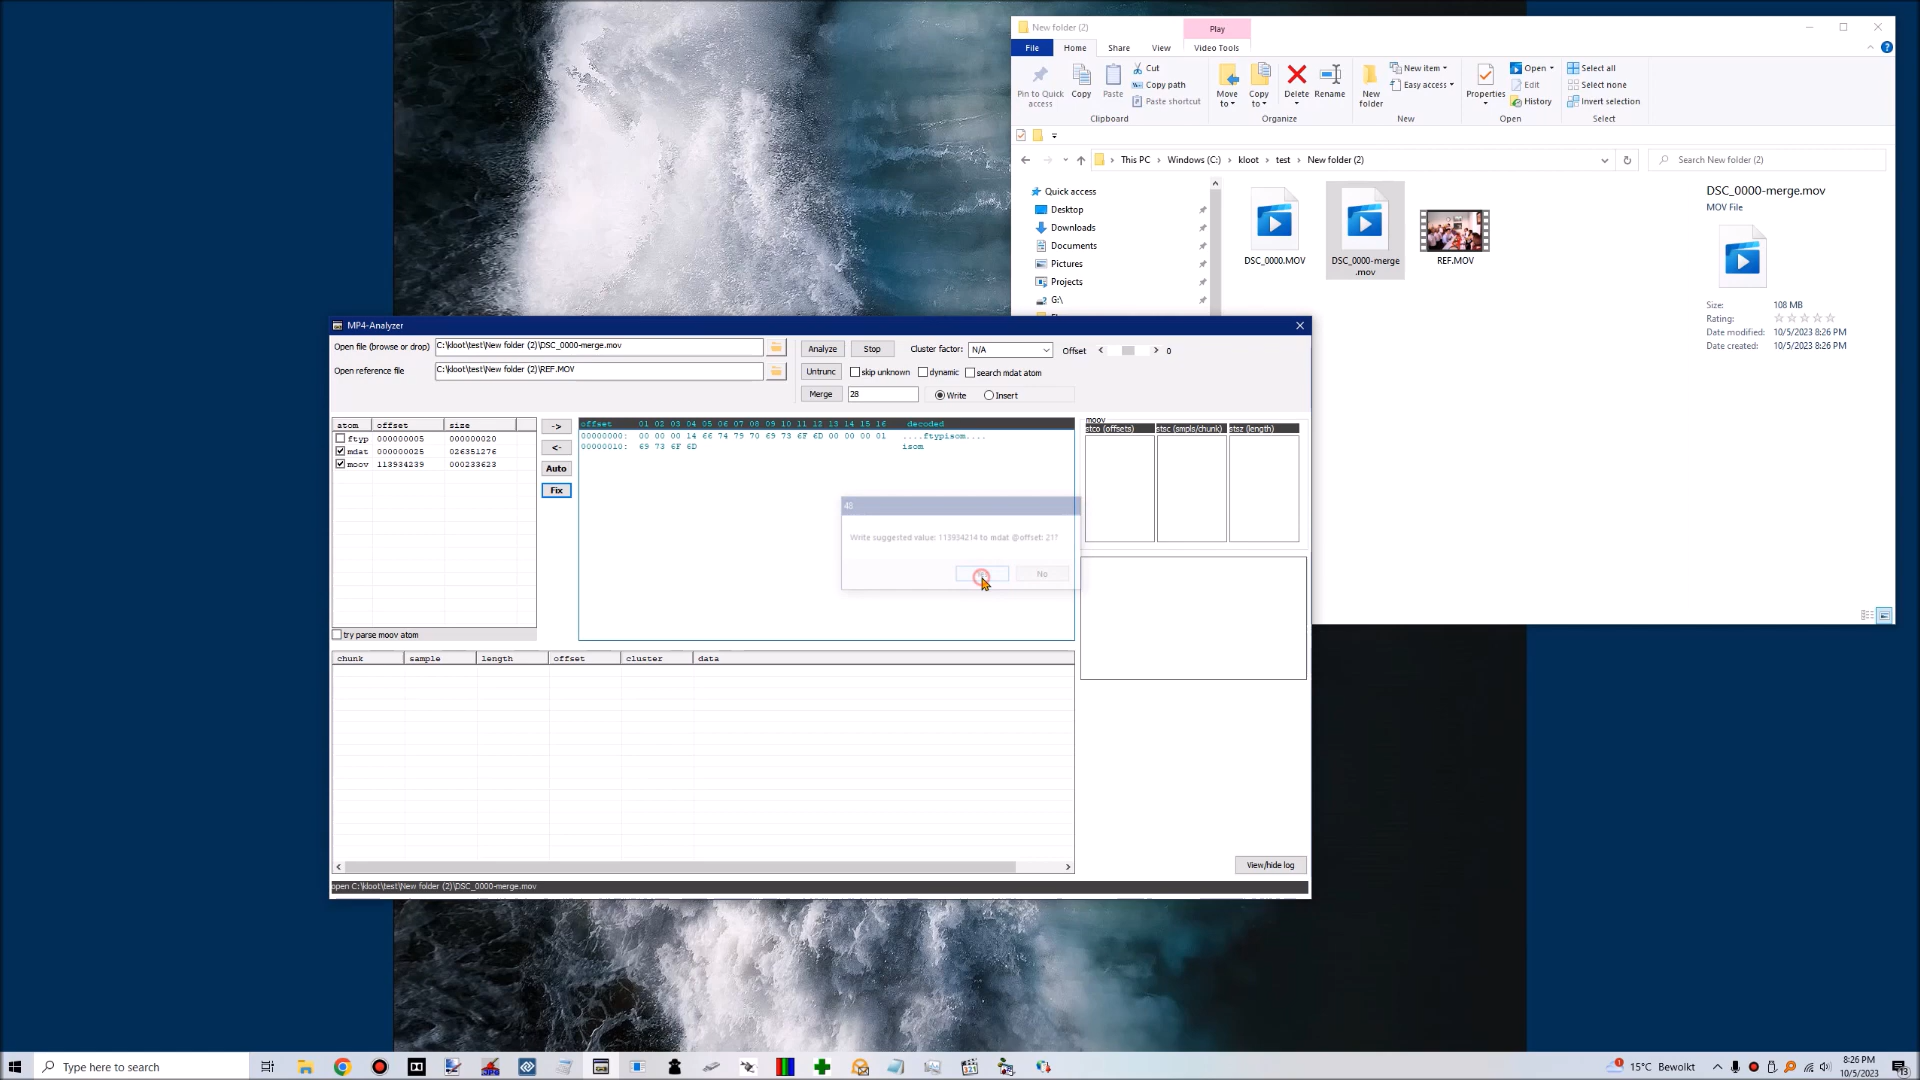 New folder (2)
Play
File
Home
Share
View
Video Tools
Pin to Quick access
Copy
Paste
Cut
Copy path
Paste shortcut
Clipboard
Move to
Copy to
Delete
Rename
Organize
New folder
New item
Easy access
New
Properties
Open
Edit
History
Open
Select all
Select none
Invert selection
Select
This PC
Windows (C:)
kloot
test
New folder (2)
Search New folder (2)
Quick access
Desktop
Downloads
Documents
Pictures
Projects
G:\
DSC_0000.MOV
DSC_0000-merge
.mov
REF.MOV
DSC_0000-merge.mov
MOV File
Size: 108 MB
Rating:
Date modified: 10/5/2023 8:26 PM
Date created: 10/5/2023 8:26 PM
MP4-Analyzer
Open file (browse or drop) C:\kloot\test\New folder (2)\DSC_0000-merge.mov
Open reference file C:\kloot\test\New folder (2)\REF.MOV
Analyze Stop Cluster factor: N/A Offset 0
Untrunc skip unknown dynamic search mdat atom
Merge 28 Write Insert
atom offset size
ftyp 000000005 000000020
mdat 000000025 026351276
moov 113934239 000233623
->
<-
Auto
Fix
offset 01 02 03 04 05 06 07 08 09 10 11 12 13 14 15 16 decoded
00000000: 00 00 00 14 66 74 79 70 69 73 6F 6D 00 00 00 01 ....ftypisom....
00000010: 69 73 6F 6D isom
moov
stco (offsets) stsc (smpls/chunk) stsz (length)
48
Write suggested value: 113934214 to mdat @offset: 21?
No
try parse moov atom
chunk sample length offset cluster data
View/hide log
open C:\kloot\test\New folder (2)\DSC_0000-merge.mov
Type here to search
15°C Bewolkt
8:26 PM
10/5/2023
13